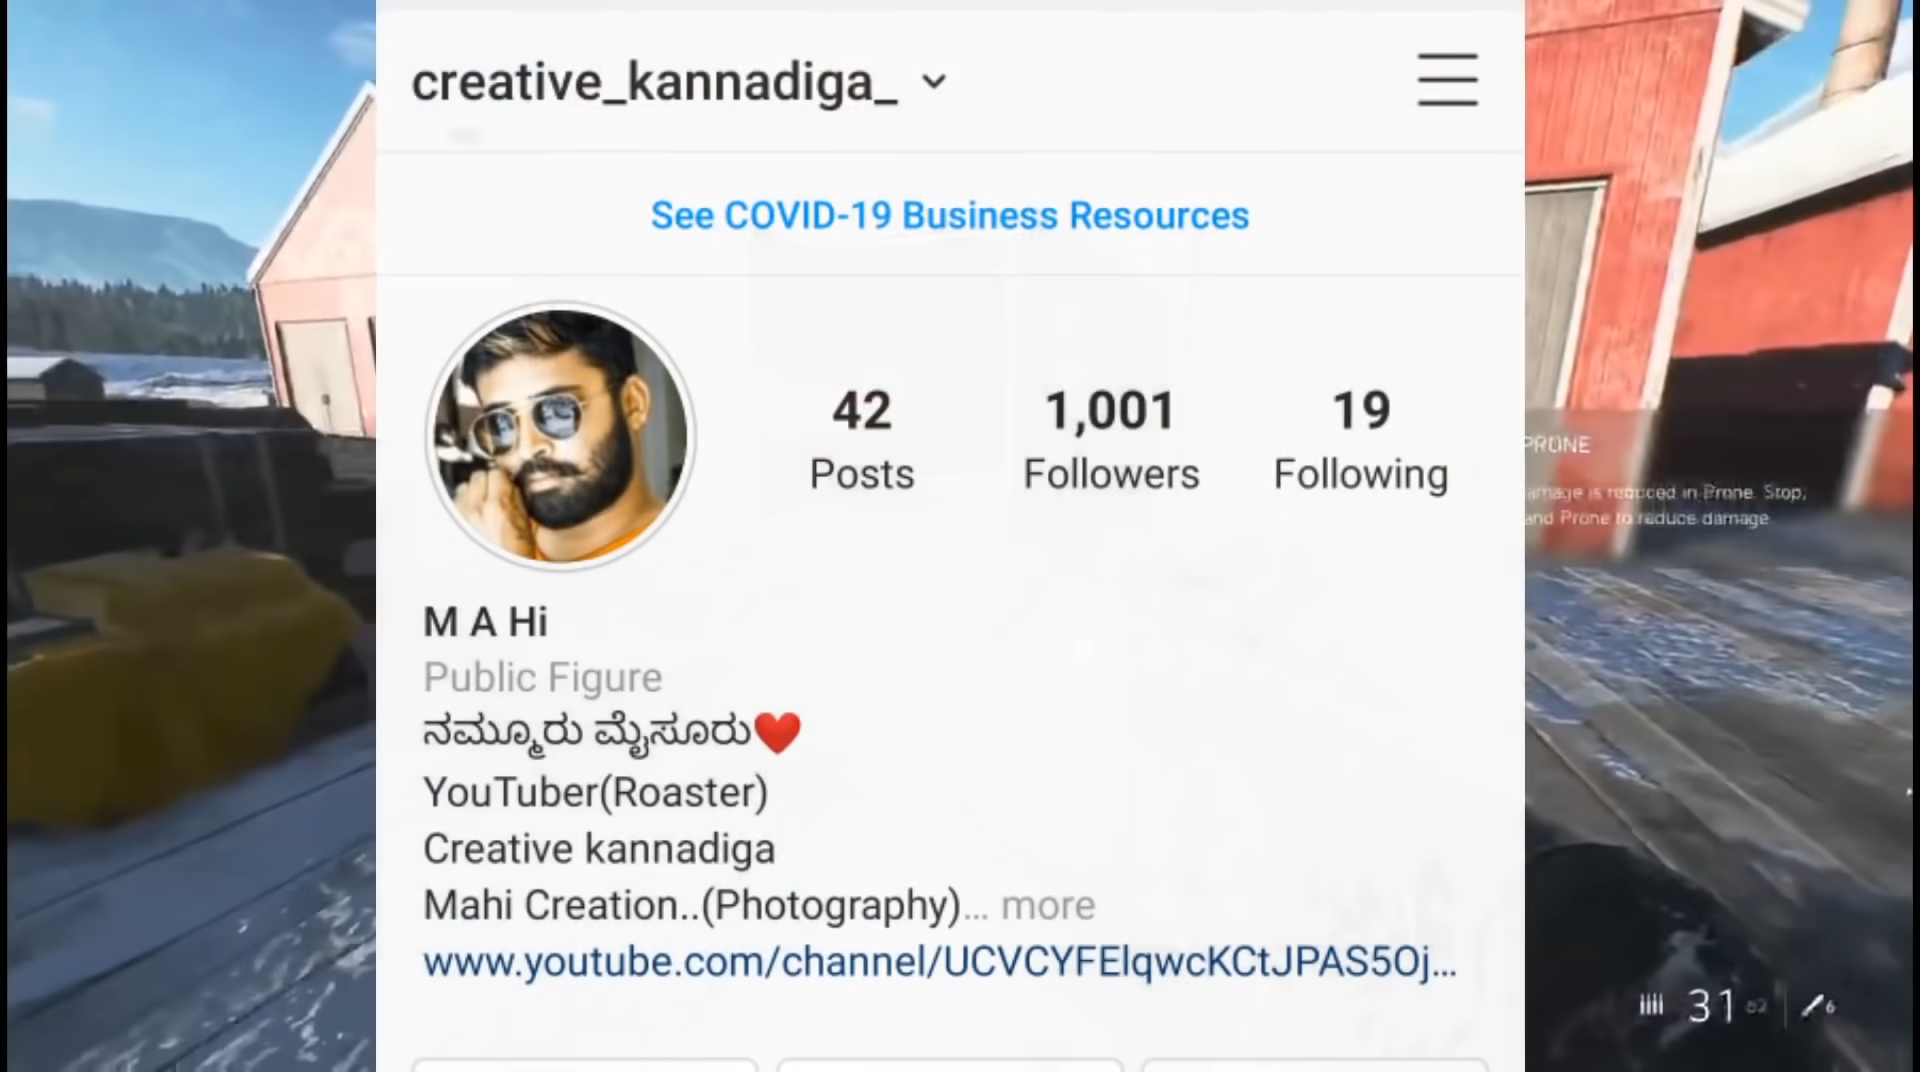 creative_kannadiga_
See COVID-19 Business Resources
42
Posts
1,001
Followers
19
Following
M A Hi
Public Figure
ನಮ್ಮೂರು ಮೈಸೂರು❤️
YouTuber(Roaster)
Creative kannadiga
Mahi Creation..(Photography)... more
www.youtube.com/channel/UCVCYFElqwcKCtJPAS5Oj...
PRONE
amage is reduced in Prone. Stop,
and Prone to reduce damage
31
6